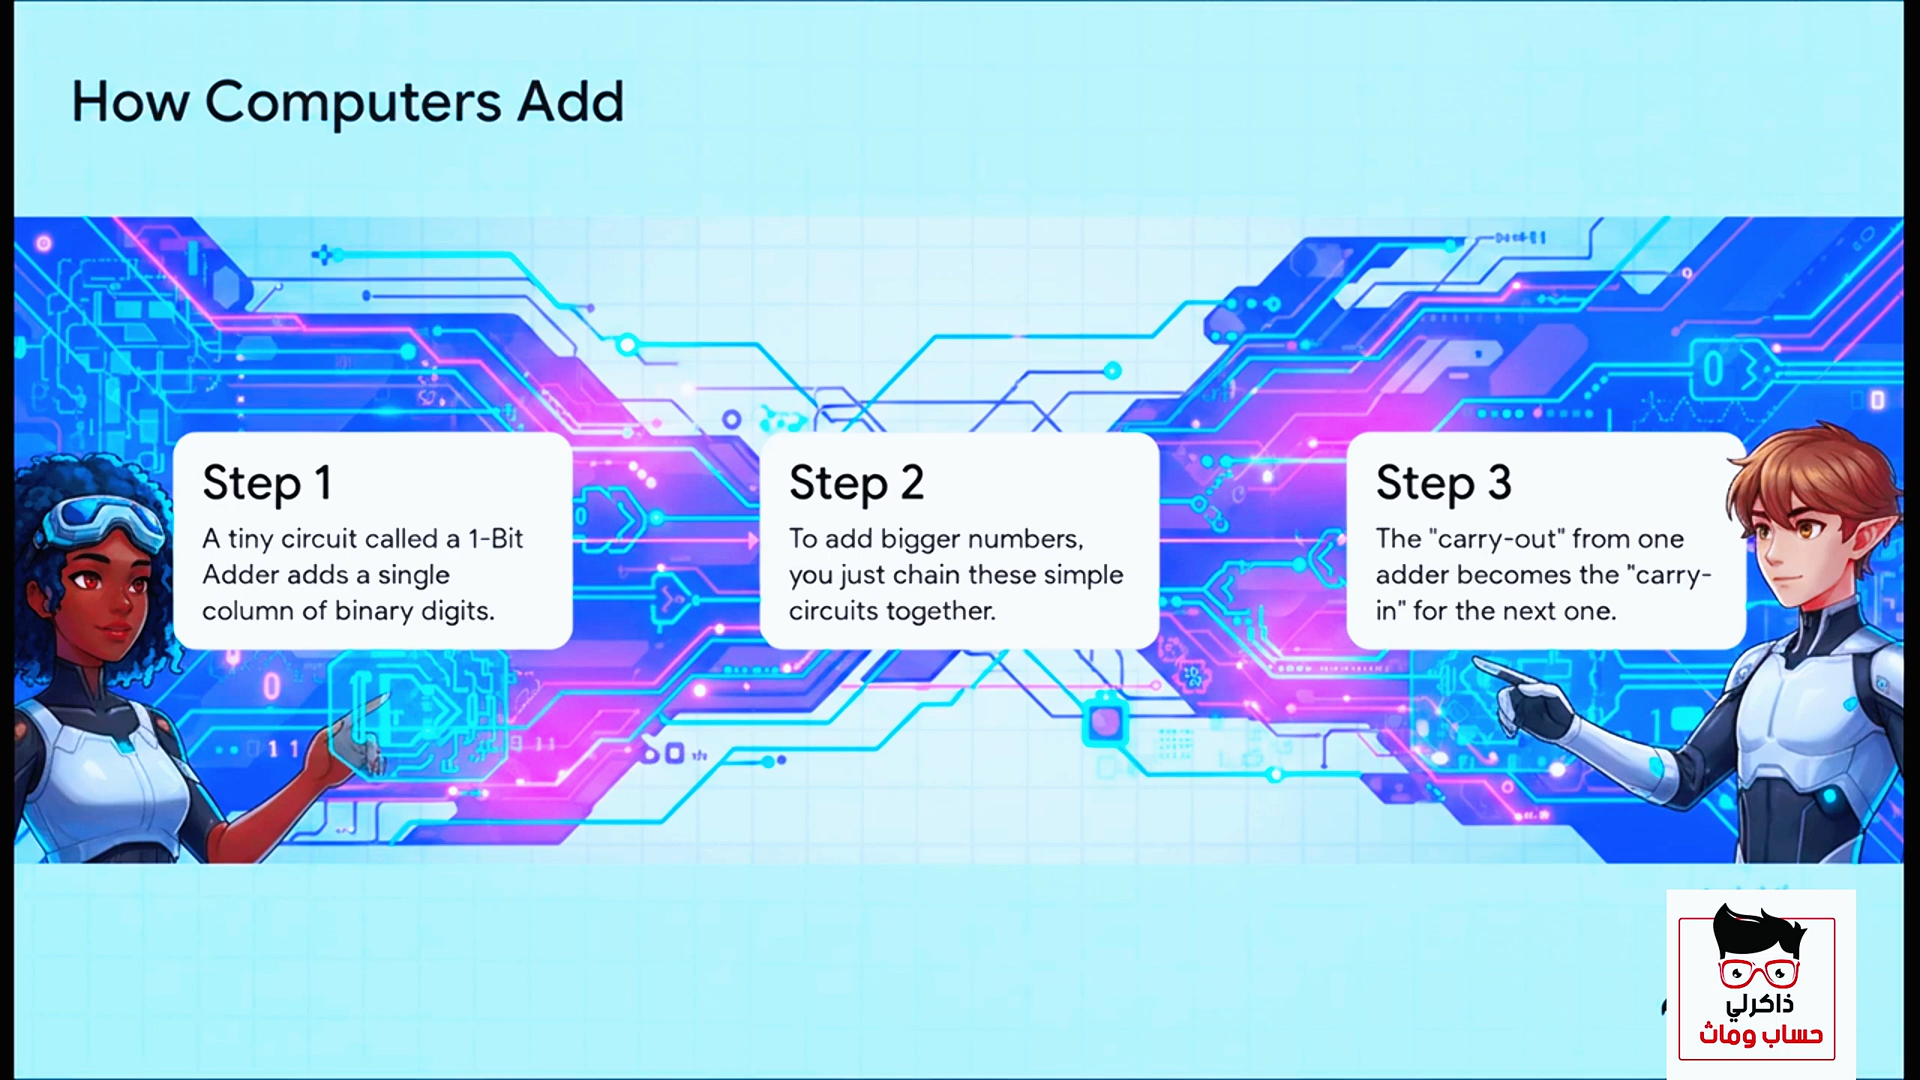 How Computers Add
Step 1
A tiny circuit called a 1-Bit
Adder adds a single
column of binary digits.
Step 2
To add bigger numbers,
you just chain these simple
circuits together.
Step 3
The "carry-out" from one
adder becomes the "carry-
in" for the next one.
ذاكرلي
حساب وماث